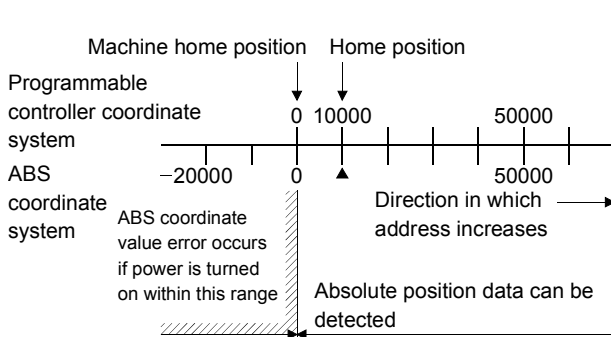 Machine home position Home position
Programmable
controller coordinate
system
0 10000 50000
ABS
coordinate
system
−20000 0 50000
Direction in which
address increases
ABS coordinate
value error occurs
if power is turned
on within this range
Absolute position data can be
detected